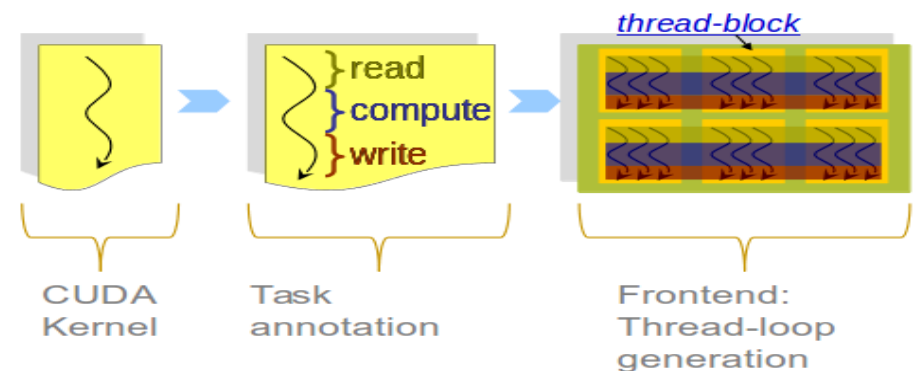 thread-block
}read
}compute
}write
CUDA
Kernel
Task
annotation
Frontend:
Thread-loop
generation